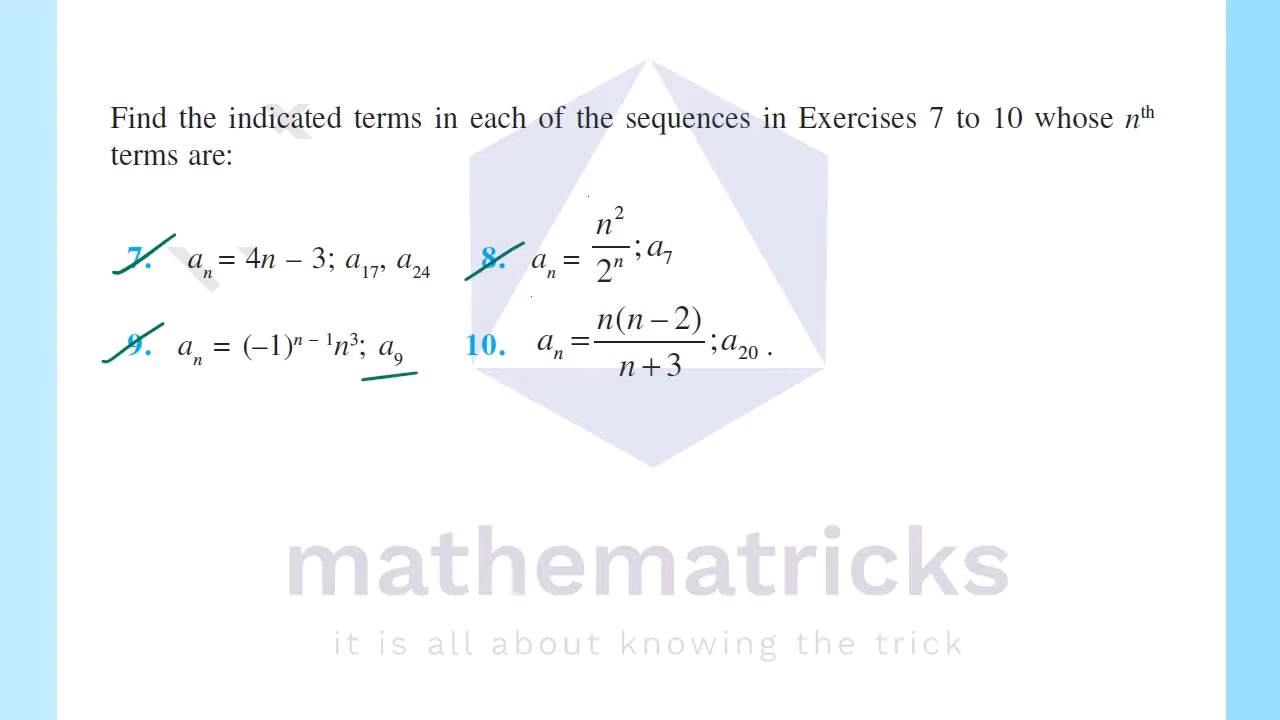 Find the indicated terms in each of the sequences in Exercises 7 to 10 whose nᵗʰ
terms are:
7. aₙ = 4n – 3; a₁₇, a₂₄ 8. aₙ = n²/2ⁿ ; a₇
9. aₙ = (–1)ⁿ ⁻ ¹n³; a₉ 10. aₙ = n(n – 2)/n + 3 ; a₂₀ .
mathematricks
it is all about knowing the trick